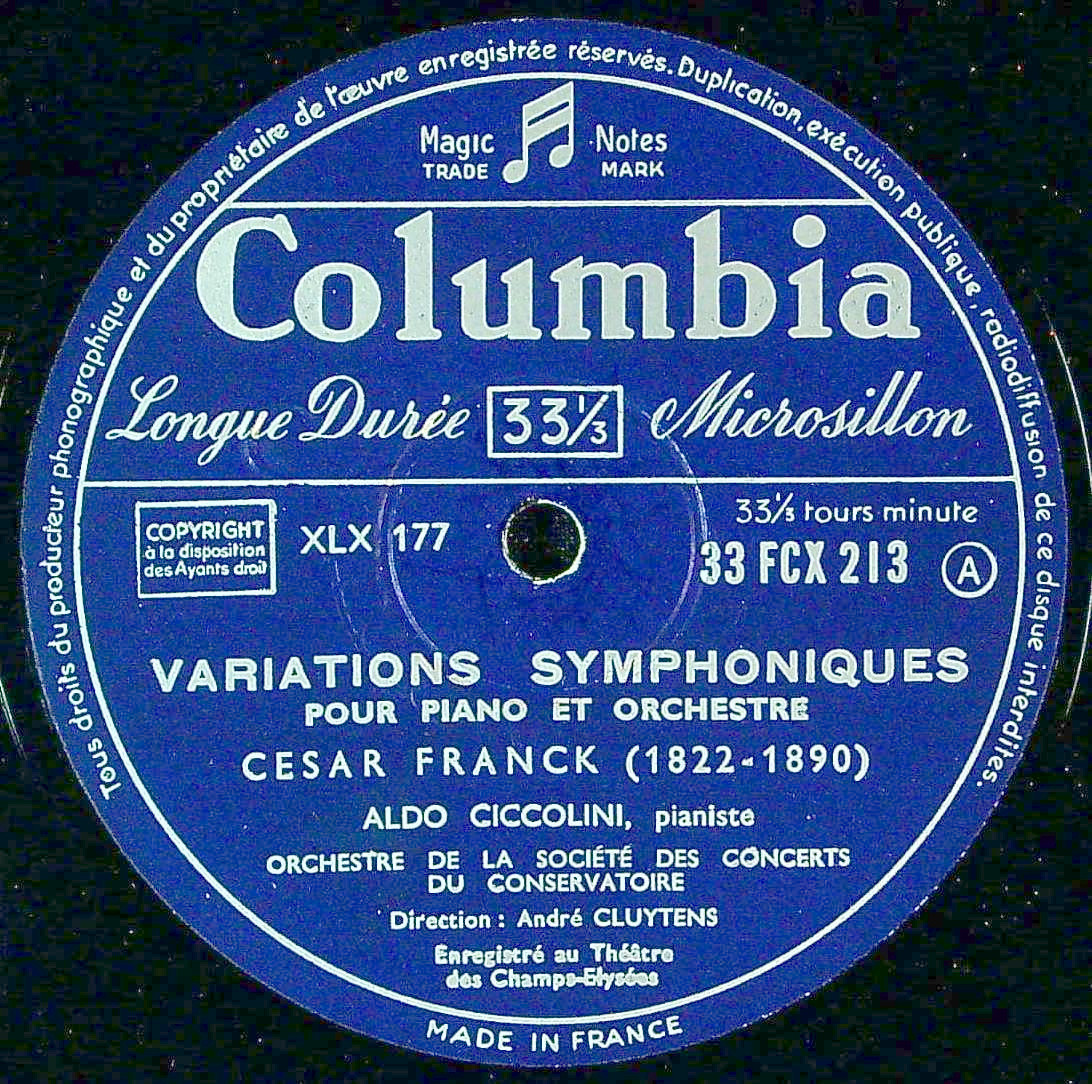 Tous droits du producteur phonographique et du propriétaire de l'œuvre enregistrée réservés. Duplication, exécution publique, radiodiffusion de ce disque interdites.
Magic Notes
TRADE MARK
Columbia
Longue Durée 33⅓ Microsillon
COPYRIGHT
à la disposition
des Ayants droit
XLX 177
33⅓ tours minute
33 FCX 213 A
VARIATIONS SYMPHONIQUES
POUR PIANO ET ORCHESTRE
CESAR FRANCK (1822-1890)
ALDO CICCOLINI, pianiste
ORCHESTRE DE LA SOCIÉTÉ DES CONCERTS
DU CONSERVATOIRE
Direction : André CLUYTENS
Enregistré au Théâtre
des Champs-Elysées
MADE IN FRANCE